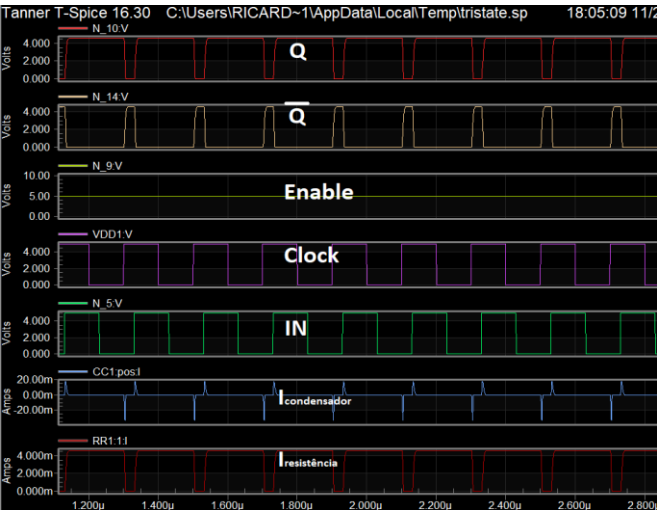 Tanner T-Spice 16.30 C:\Users\RICARD~1\AppData\Local\Temp\tristate.sp 18:05:09 11/2
N_10:V
Volts
4.000
2.000
0.000
Q
N_14:V
Volts
4.000
2.000
0.000
Q̅
N_9:V
Volts
10.00
5.00
0.00
Enable
VDD1:V
Volts
4.000
2.000
0.000
Clock
N_5:V
Volts
4.000
2.000
0.000
IN
CC1:pos:I
Amps
20.00m
0.00m
-20.00m
Icondensador
RR1:1:I
Amps
4.000m
2.000m
0.000m
Iresistência
1.200µ 1.400µ 1.600µ 1.800µ 2.000µ 2.200µ 2.400µ 2.600µ 2.800µ